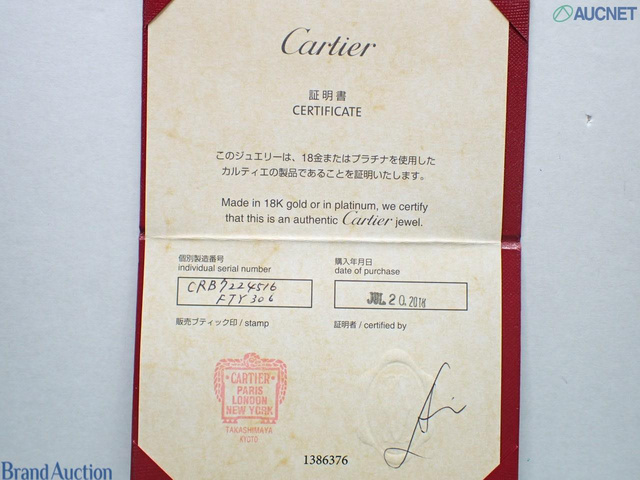 AUCNET
Cartier
証明書
CERTIFICATE
このジュエリーは、18金またはプラチナを使用した
カルティエの製品であることを証明いたします。
Made in 18K gold or in platinum, we certify
that this is an authentic Cartier jewel.
個別製造番号
individual serial number
CRB7224516
FTY306
購入年月日
date of purchase
JUL 20.2018
販売ブティック印 / stamp
証明者 / certified by
CARTIER
PARIS
LONDON
NEW YORK
TAKASHIMAYA
KYOTO
1386376
Brand Auction